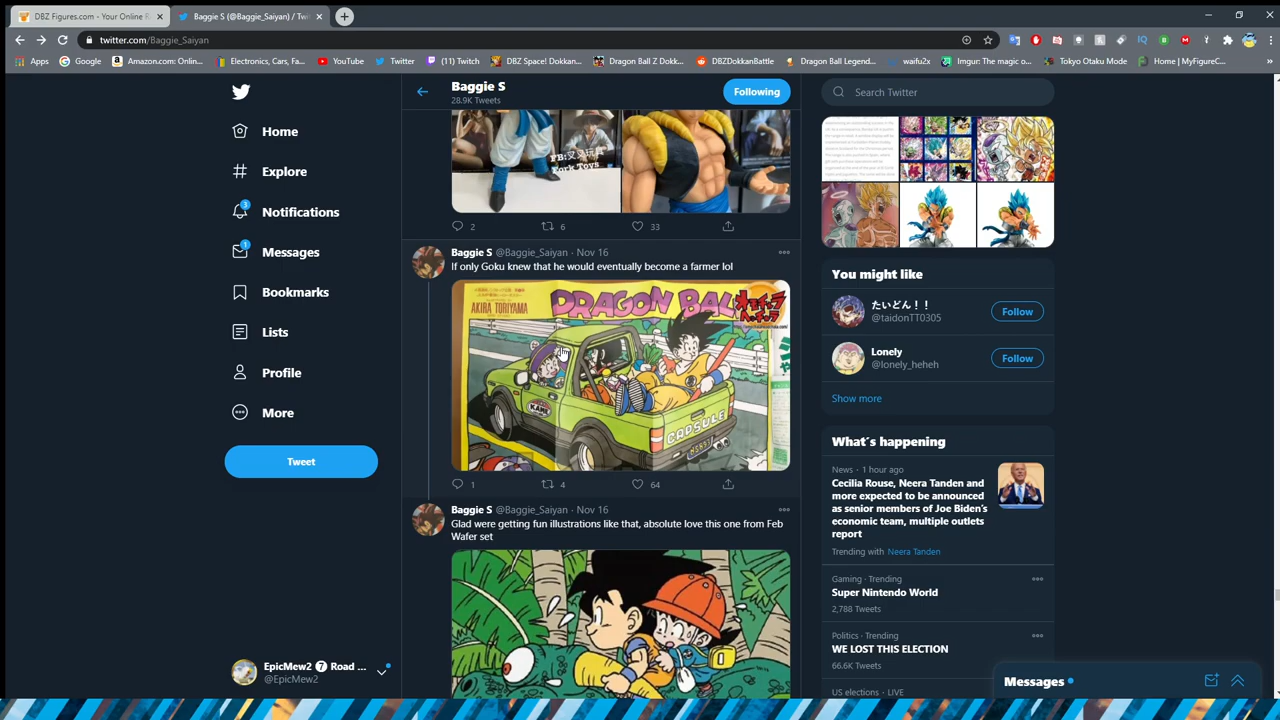 DBZ Figures.com - Your Online R
Baggie S (@Baggie_Saiyan) / Twi
twitter.com/Baggie_Saiyan
Apps
Google
Amazon.com: Onlin...
Electronics, Cars, Fa...
YouTube
Twitter
(11) Twitch
DBZ Space! Dokkan...
Dragon Ball Z Dokk...
DBZDokkanBattle
Dragon Ball Legend...
waifu2x
Imgur: The magic o...
Tokyo Otaku Mode
Home | MyFigureC...
Home
Explore
3
Notifications
1
Messages
Bookmarks
Lists
Profile
More
Tweet
EpicMew2 7 Road ...
@EpicMew2
Baggie S
28.9K Tweets
Following
2
6
33
Baggie S @Baggie_Saiyan · Nov 16
If only Goku knew that he would eventually become a farmer lol
AKIRA TORIYAMA
DRAGON BAL
KAME
CAPSULE
1
4
64
Baggie S @Baggie_Saiyan · Nov 16
Glad were getting fun illustrations like that, absolute love this one from Feb
Wafer set
Search Twitter
You might like
たいどん！！
@taidonTT0305
Follow
Lonely
@lonely_heheh
Follow
Show more
What's happening
News · 1 hour ago
Cecilia Rouse, Neera Tanden and
more expected to be announced
as senior members of Joe Biden's
economic team, multiple outlets
report
Trending with Neera Tanden
Gaming · Trending
Super Nintendo World
2,788 Tweets
Politics · Trending
WE LOST THIS ELECTION
66.6K Tweets
US elections · LIVE
Messages